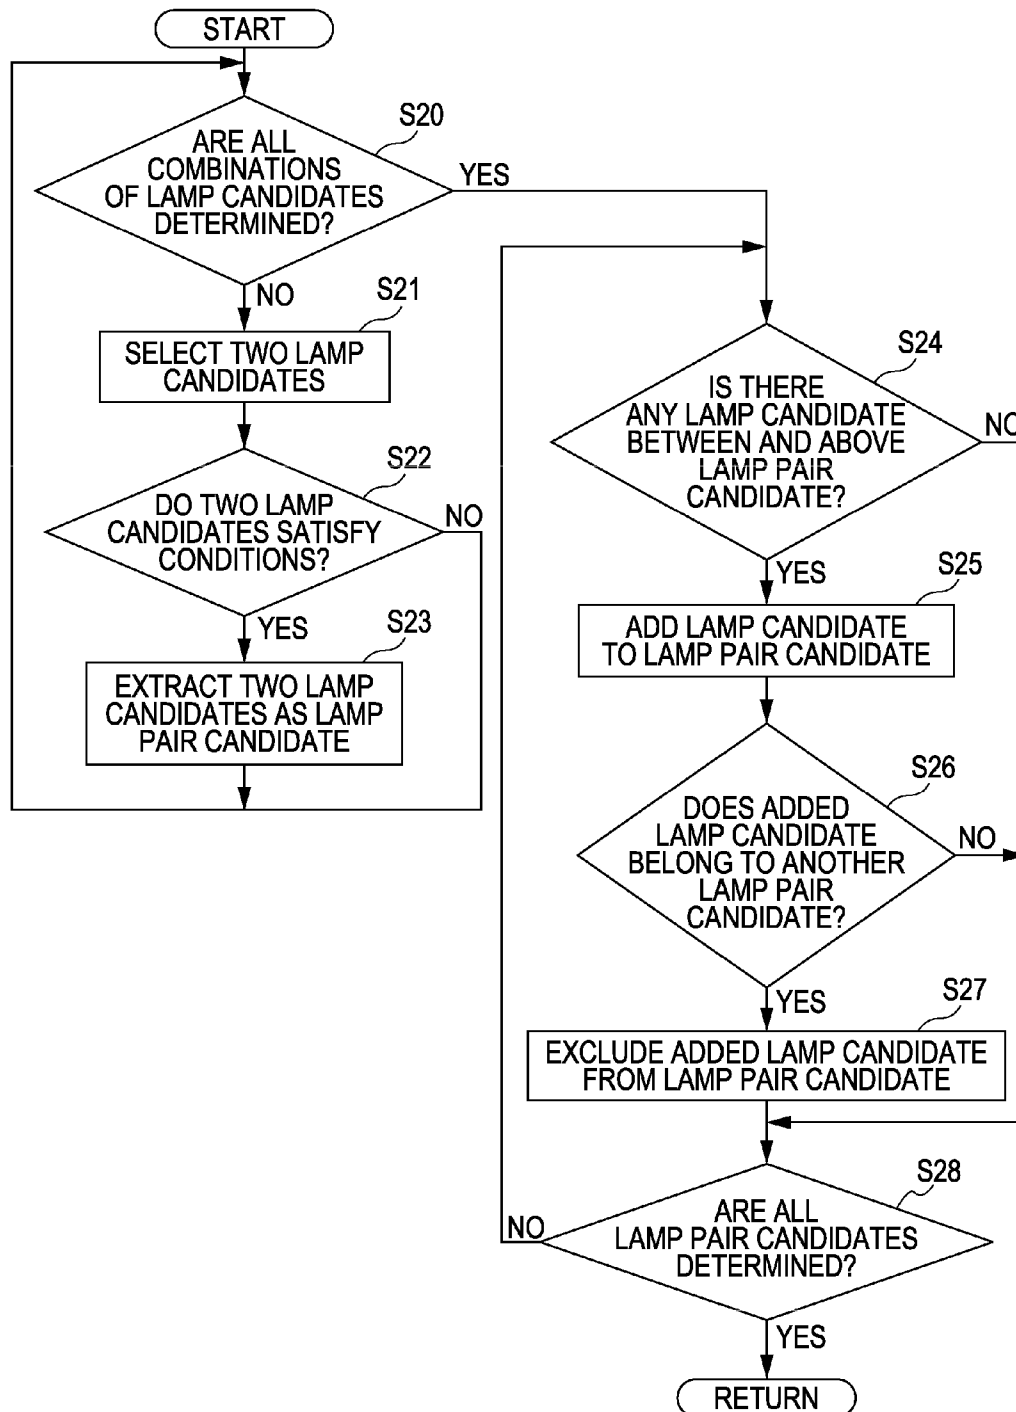 START
S20
ARE ALL
COMBINATIONS
OF LAMP CANDIDATES
DETERMINED?
YES
NO
S21
SELECT TWO LAMP
CANDIDATES
S22
DO TWO LAMP
CANDIDATES SATISFY
CONDITIONS?
NO
YES
S23
EXTRACT TWO LAMP
CANDIDATES AS LAMP
PAIR CANDIDATE
S24
IS THERE
ANY LAMP CANDIDATE
BETWEEN AND ABOVE
LAMP PAIR
CANDIDATE?
NO
YES
S25
ADD LAMP CANDIDATE
TO LAMP PAIR CANDIDATE
S26
DOES ADDED
LAMP CANDIDATE
BELONG TO ANOTHER
LAMP PAIR
CANDIDATE?
NO
YES
S27
EXCLUDE ADDED LAMP CANDIDATE
FROM LAMP PAIR CANDIDATE
S28
ARE ALL
LAMP PAIR CANDIDATES
DETERMINED?
NO
YES
RETURN